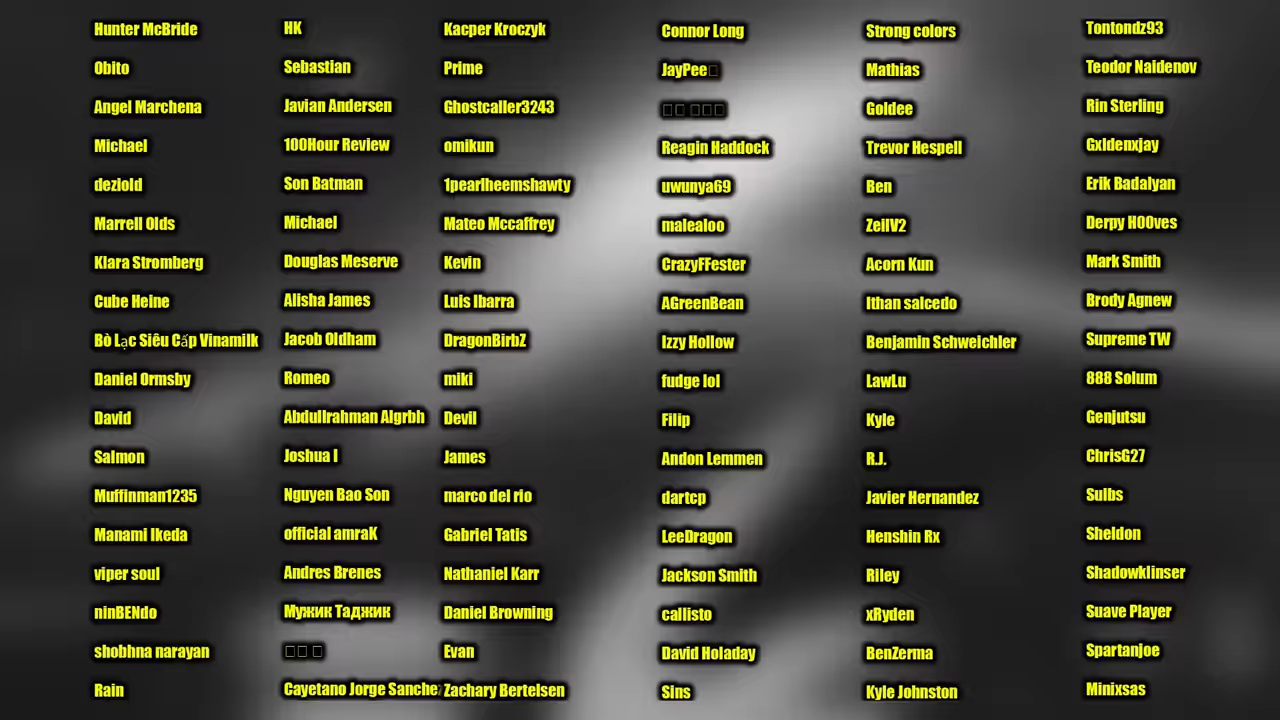 Hunter McBride
Obito
Angel Marchena
Michael
deziold
Marrell Olds
Klara Stromberg
Cube Heine
Bò Lạc Siêu Cấp Vinamilk
Daniel Ormsby
David
Salmon
Muffinman1235
Manami Ikeda
viper soul
ninBENdo
shobhna narayan
Rain
HK
Sebastian
Javian Andersen
100Hour Review
Son Batman
Michael
Douglas Meserve
Alisha James
Jacob Oldham
Romeo
Abdullrahman Algrbh
Joshua I
Nguyen Bao Son
official amraK
Andres Brenes
Мужик Таджик
Cayetano Jorge Sanchez
Kacper Kroczyk
Prime
Ghostcaller3243
omikun
1pearlheemshawty
Mateo Mccaffrey
Kevin
Luis Ibarra
DragonBirbZ
miki
Devil
James
marco del rio
Gabriel Tatis
Nathaniel Karr
Daniel Browning
Evan
Zachary Bertelsen
Connor Long
JayPee
Reagin Haddock
uwunya69
malealoo
CrazyFFester
AGreenBean
Izzy Hollow
fudge lol
Filip
Andon Lemmen
dartcp
LeeDragon
Jackson Smith
callisto
David Holaday
Sins
Strong colors
Mathias
Goldee
Trevor Hespell
Ben
ZeilV2
Acorn Kun
Ithan salcedo
Benjamin Schweichler
LawLu
Kyle
R.J.
Javier Hernandez
Henshin Rx
Riley
xRyden
BenZerma
Kyle Johnston
Tontondz93
Teodor Naidenov
Rin Sterling
Gxldenxjay
Erik Badalyan
Derpy H00ves
Mark Smith
Brody Agnew
Supreme TW
888 Solum
Genjutsu
ChrisG27
Sulbs
Sheldon
Shadowklinser
Suave Player
Spartanjoe
Minixsas